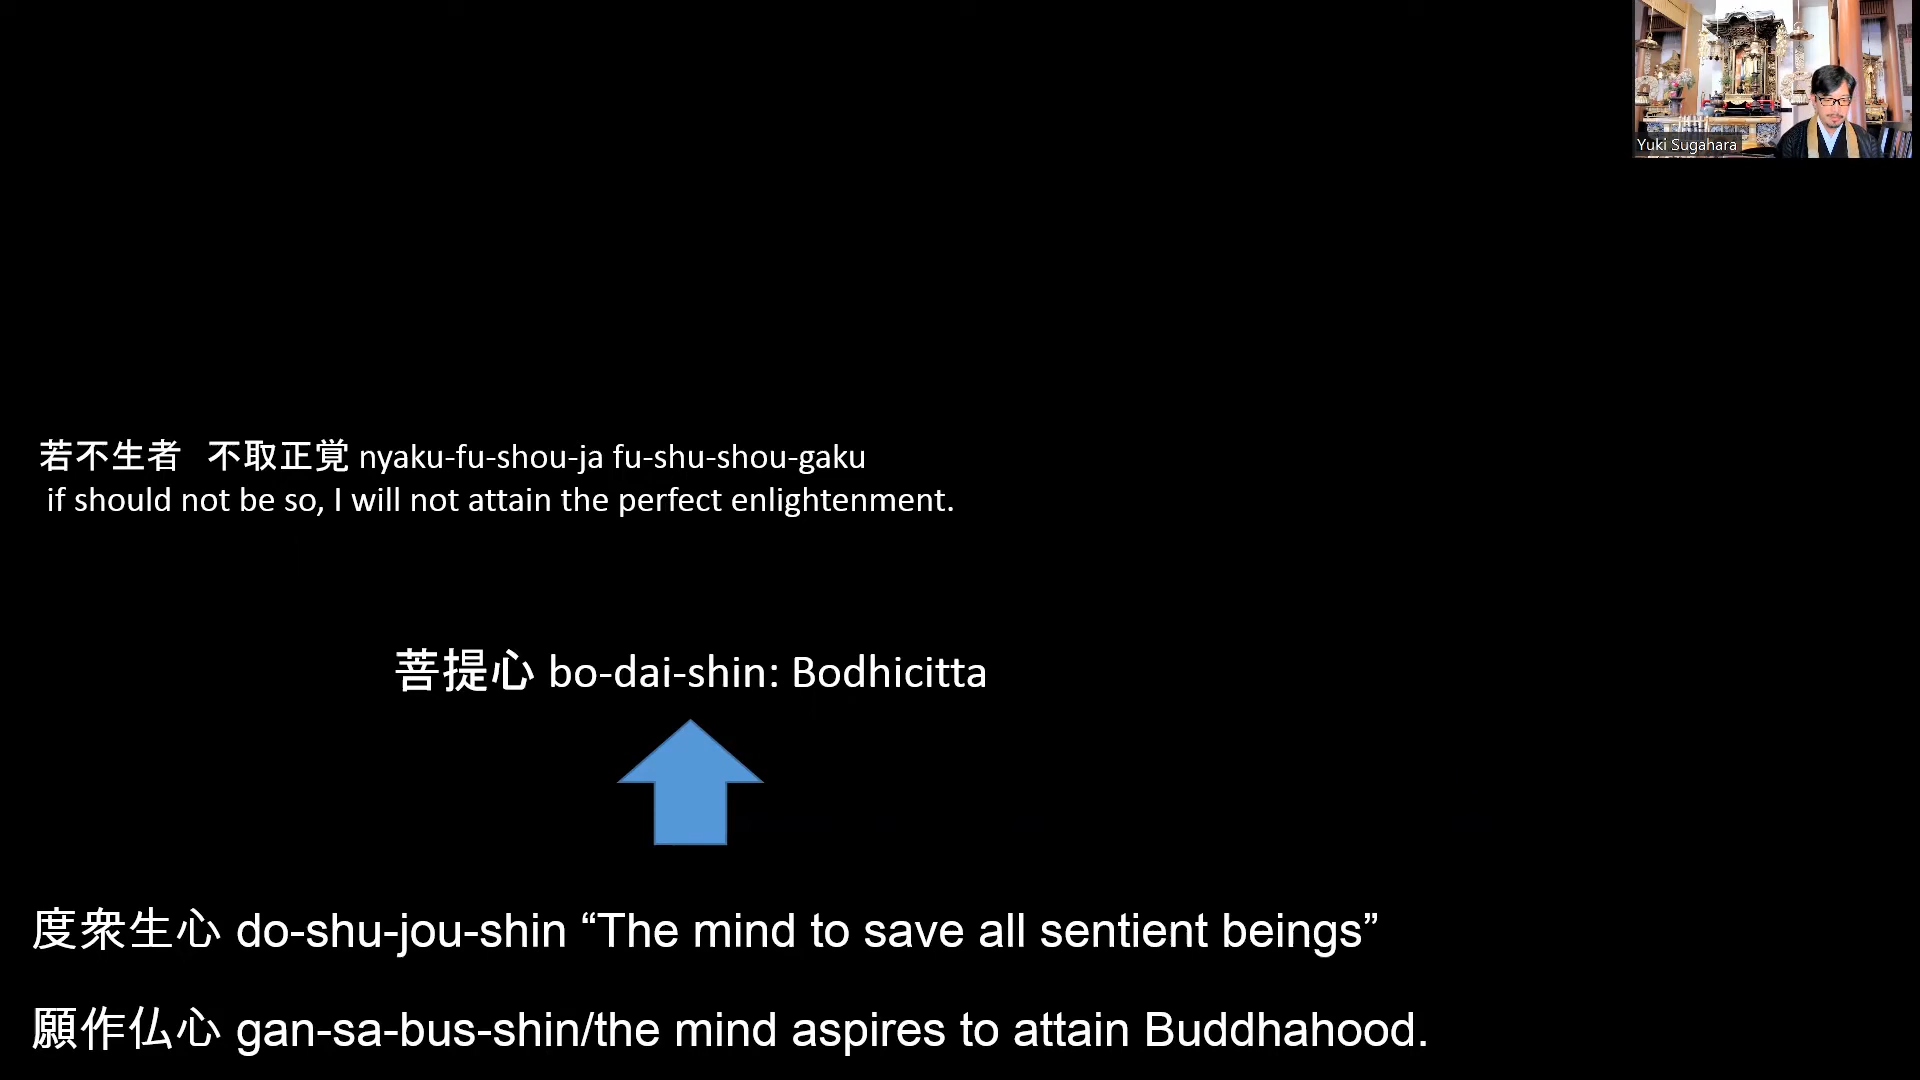 Yuki Sugahara
若不生者 不取正覚 nyaku-fu-shou-ja fu-shu-shou-gaku
if should not be so, I will not attain the perfect enlightenment.
菩提心 bo-dai-shin: Bodhicitta
度衆生心 do-shu-jou-shin “The mind to save all sentient beings”
願作仏心 gan-sa-bus-shin/the mind aspires to attain Buddhahood.